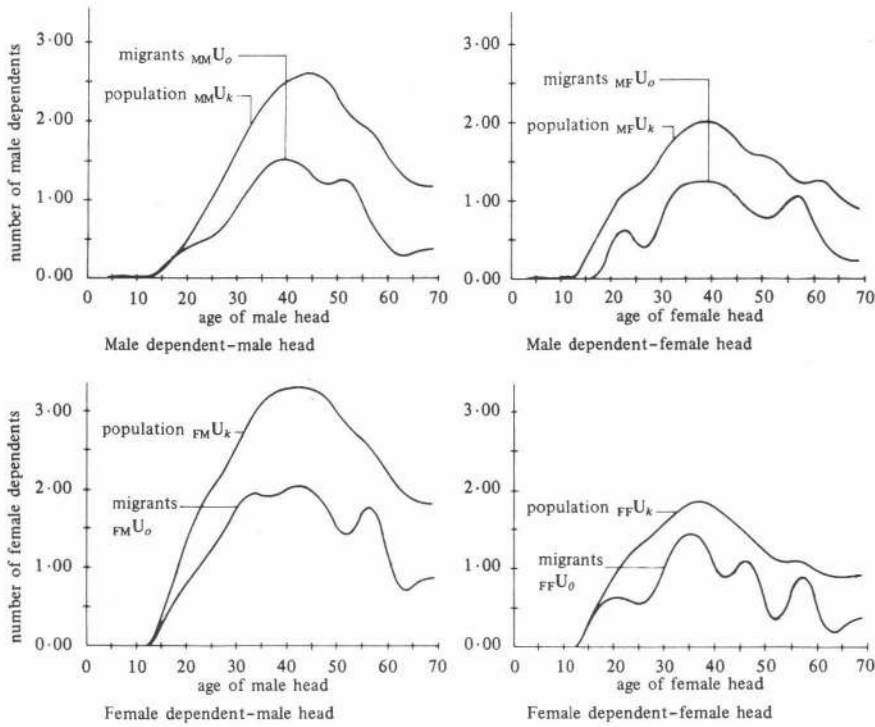 number of male dependents
3·00
2·00
1·00
0·00
migrants MMUo
population MMUk
0 10 20 30 40 50 60 70
age of male head
Male dependent–male head
3·00
2·00
1·00
0·00
migrants MFUo
population MFUk
0 10 20 30 40 50 60 70
age of female head
Male dependent–female head
number of female dependents
3·00
2·00
1·00
0·00
population FMUk
migrants
FMUo
0 10 20 30 40 50 60 70
age of male head
Female dependent–male head
3·00
2·00
1·00
0·00
population FFUk
migrants
FFU0
0 10 20 30 40 50 60 70
age of female head
Female dependent–female head